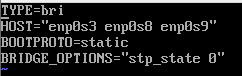 TYPE=bri
HOST="enp0s3 enp0s8 enp0s9"
BOOTPROTO=static
BRIDGE_OPTIONS="stp_state 0"
~